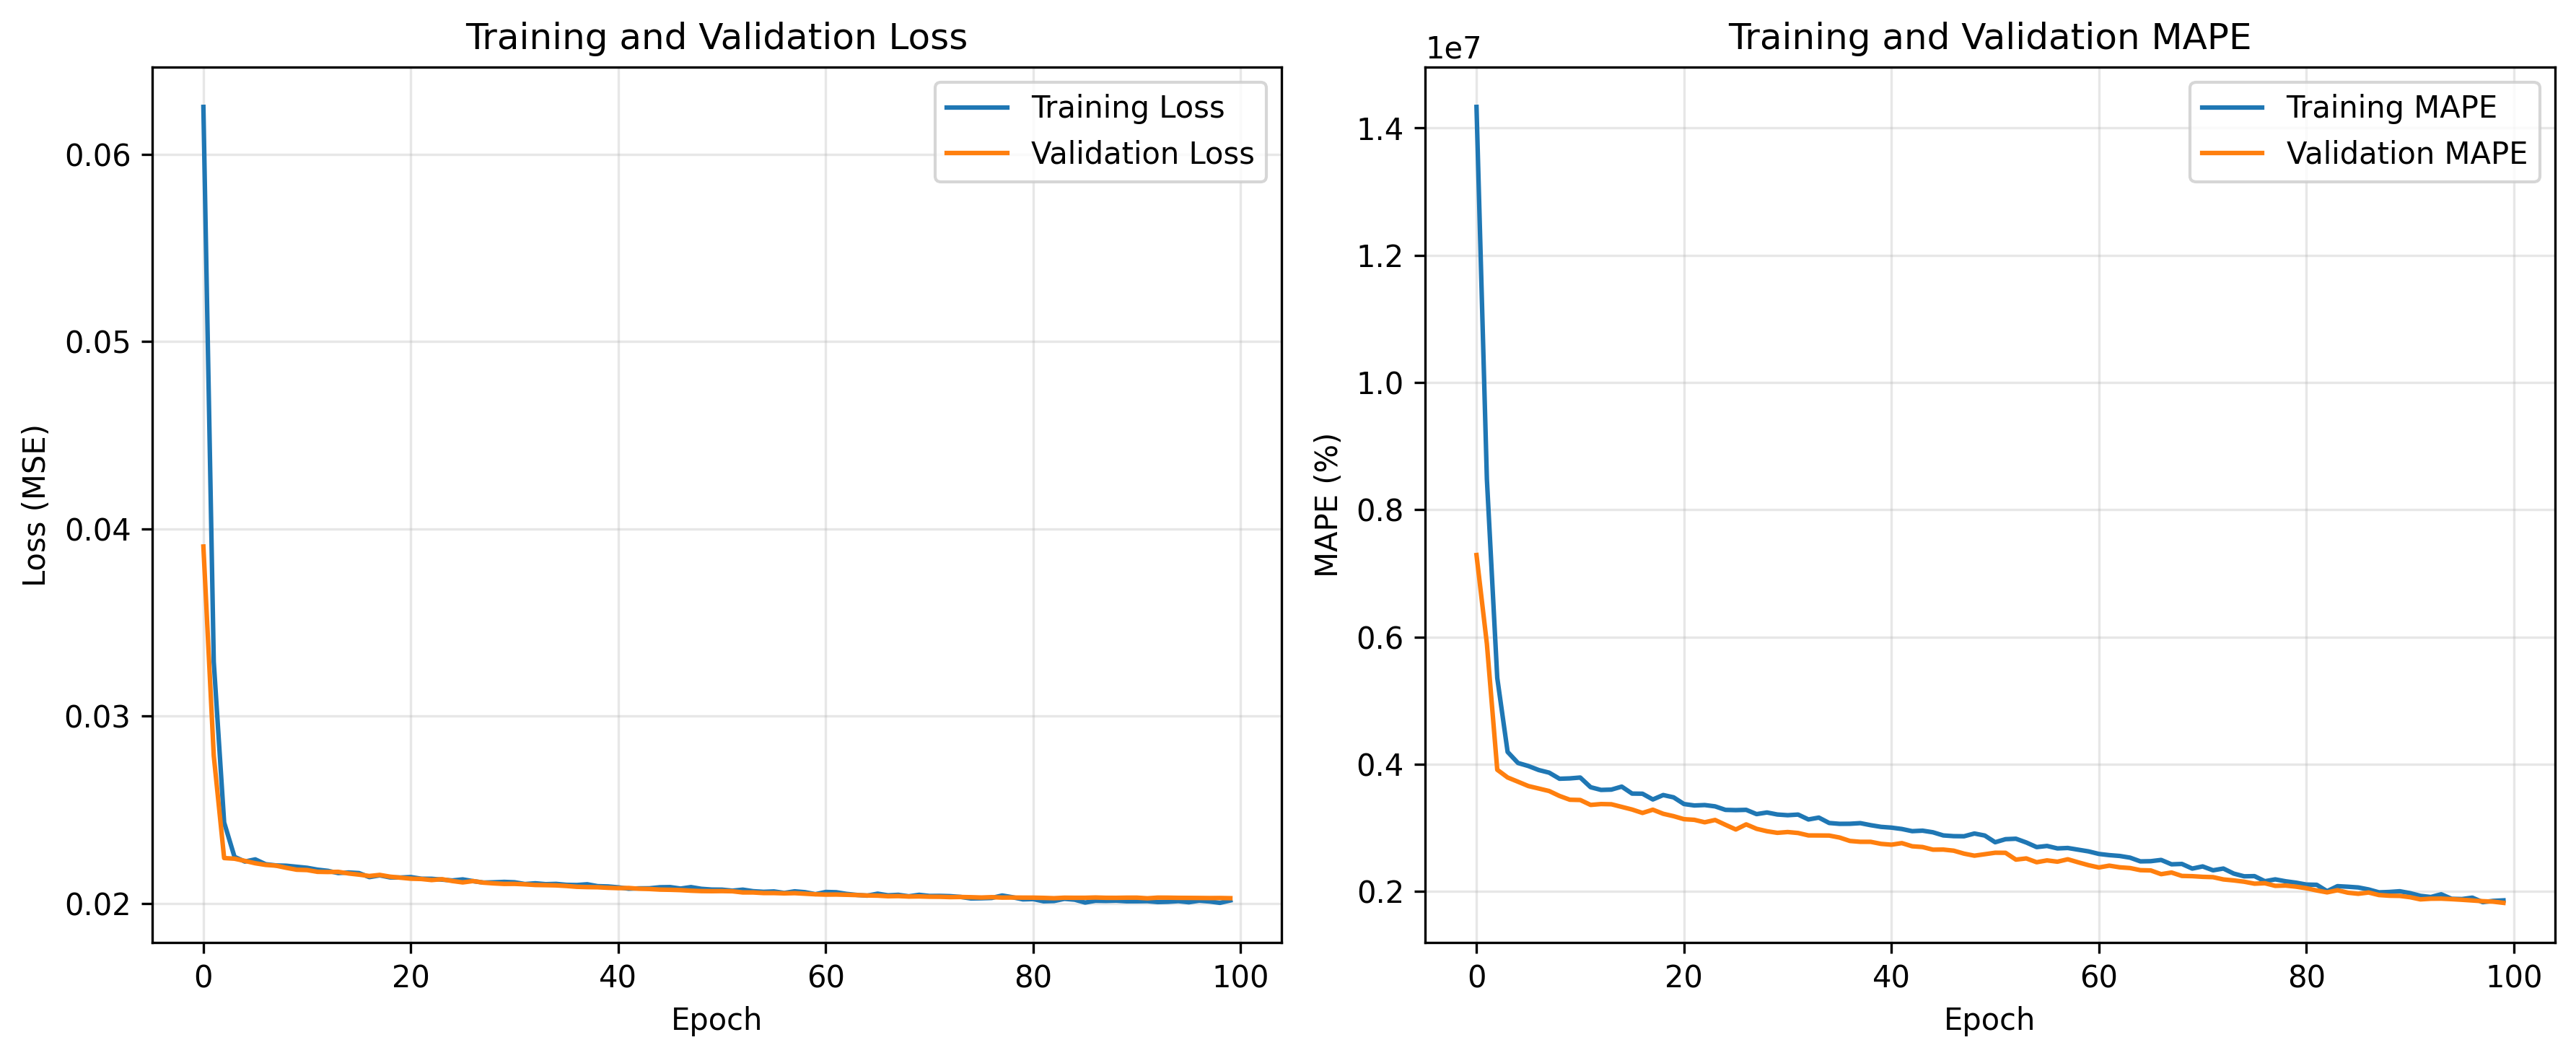 Training and Validation Loss
Training Loss
Validation Loss
0.06
0.05
0.04
0.03
0.02
Loss (MSE)
0 20 40 60 80 100
Epoch
Training and Validation MAPE
1e7
Training MAPE
Validation MAPE
1.4
1.2
1.0
0.8
0.6
0.4
0.2
MAPE (%)
0 20 40 60 80 100
Epoch